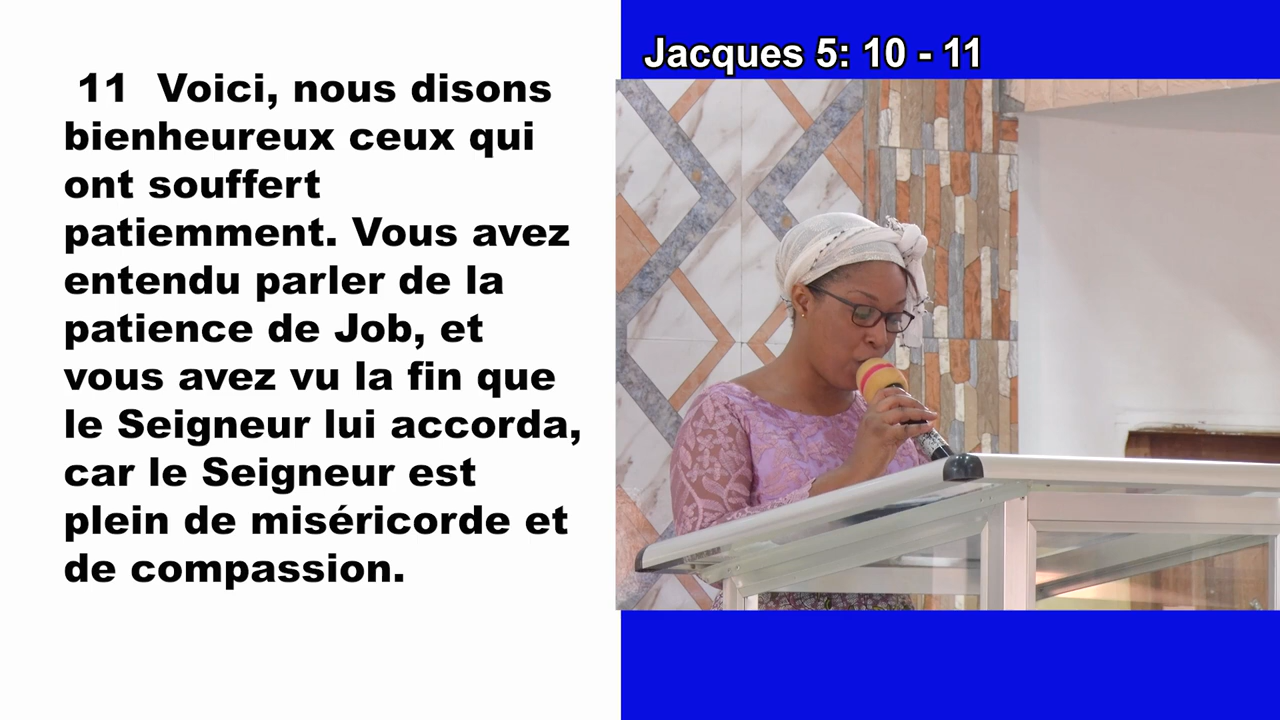 Jacques 5: 10 - 11
11 Voici, nous disons
bienheureux ceux qui
ont souffert
patiemment. Vous avez
entendu parler de la
patience de Job, et
vous avez vu la fin que
le Seigneur lui accorda,
car le Seigneur est
plein de miséricorde et
de compassion.